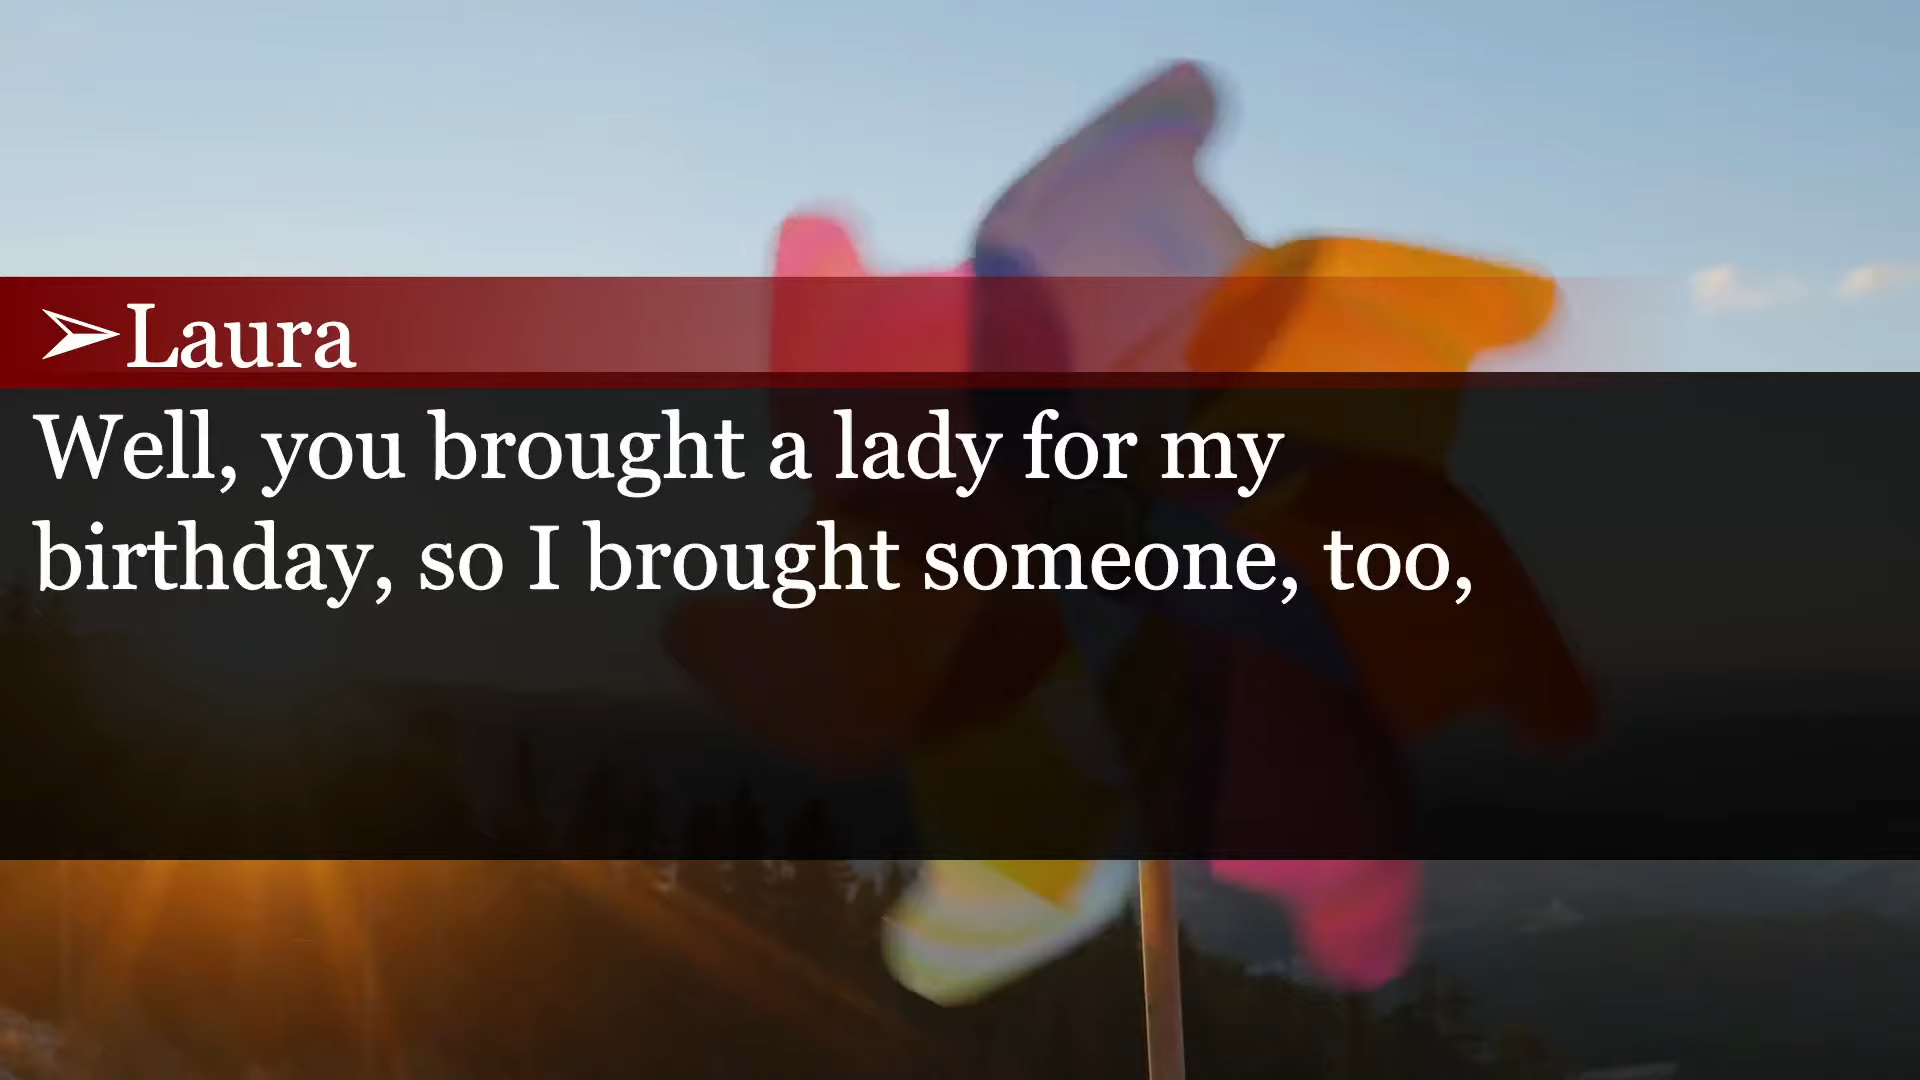 ➢Laura
Well, you brought a lady for my
birthday, so I brought someone, too,